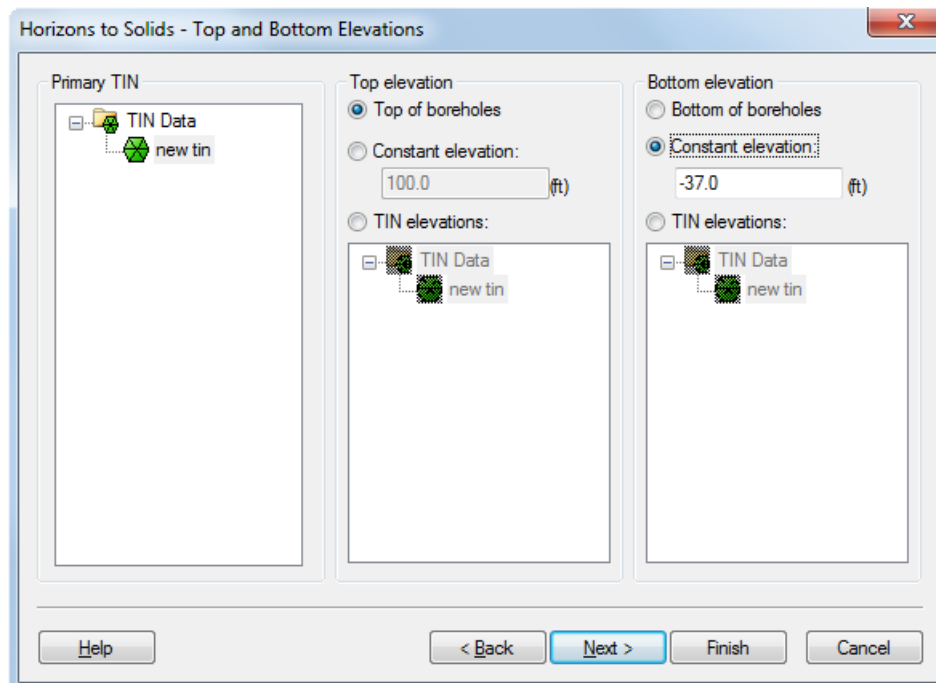 Horizons to Solids - Top and Bottom Elevations
Primary TIN
TIN Data
new tin
Top elevation
Top of boreholes
Constant elevation:
100.0 (ft)
TIN elevations:
TIN Data
new tin
Bottom elevation
Bottom of boreholes
Constant elevation:
-37.0 (ft)
TIN elevations:
TIN Data
new tin
Help
< Back
Next >
Finish
Cancel